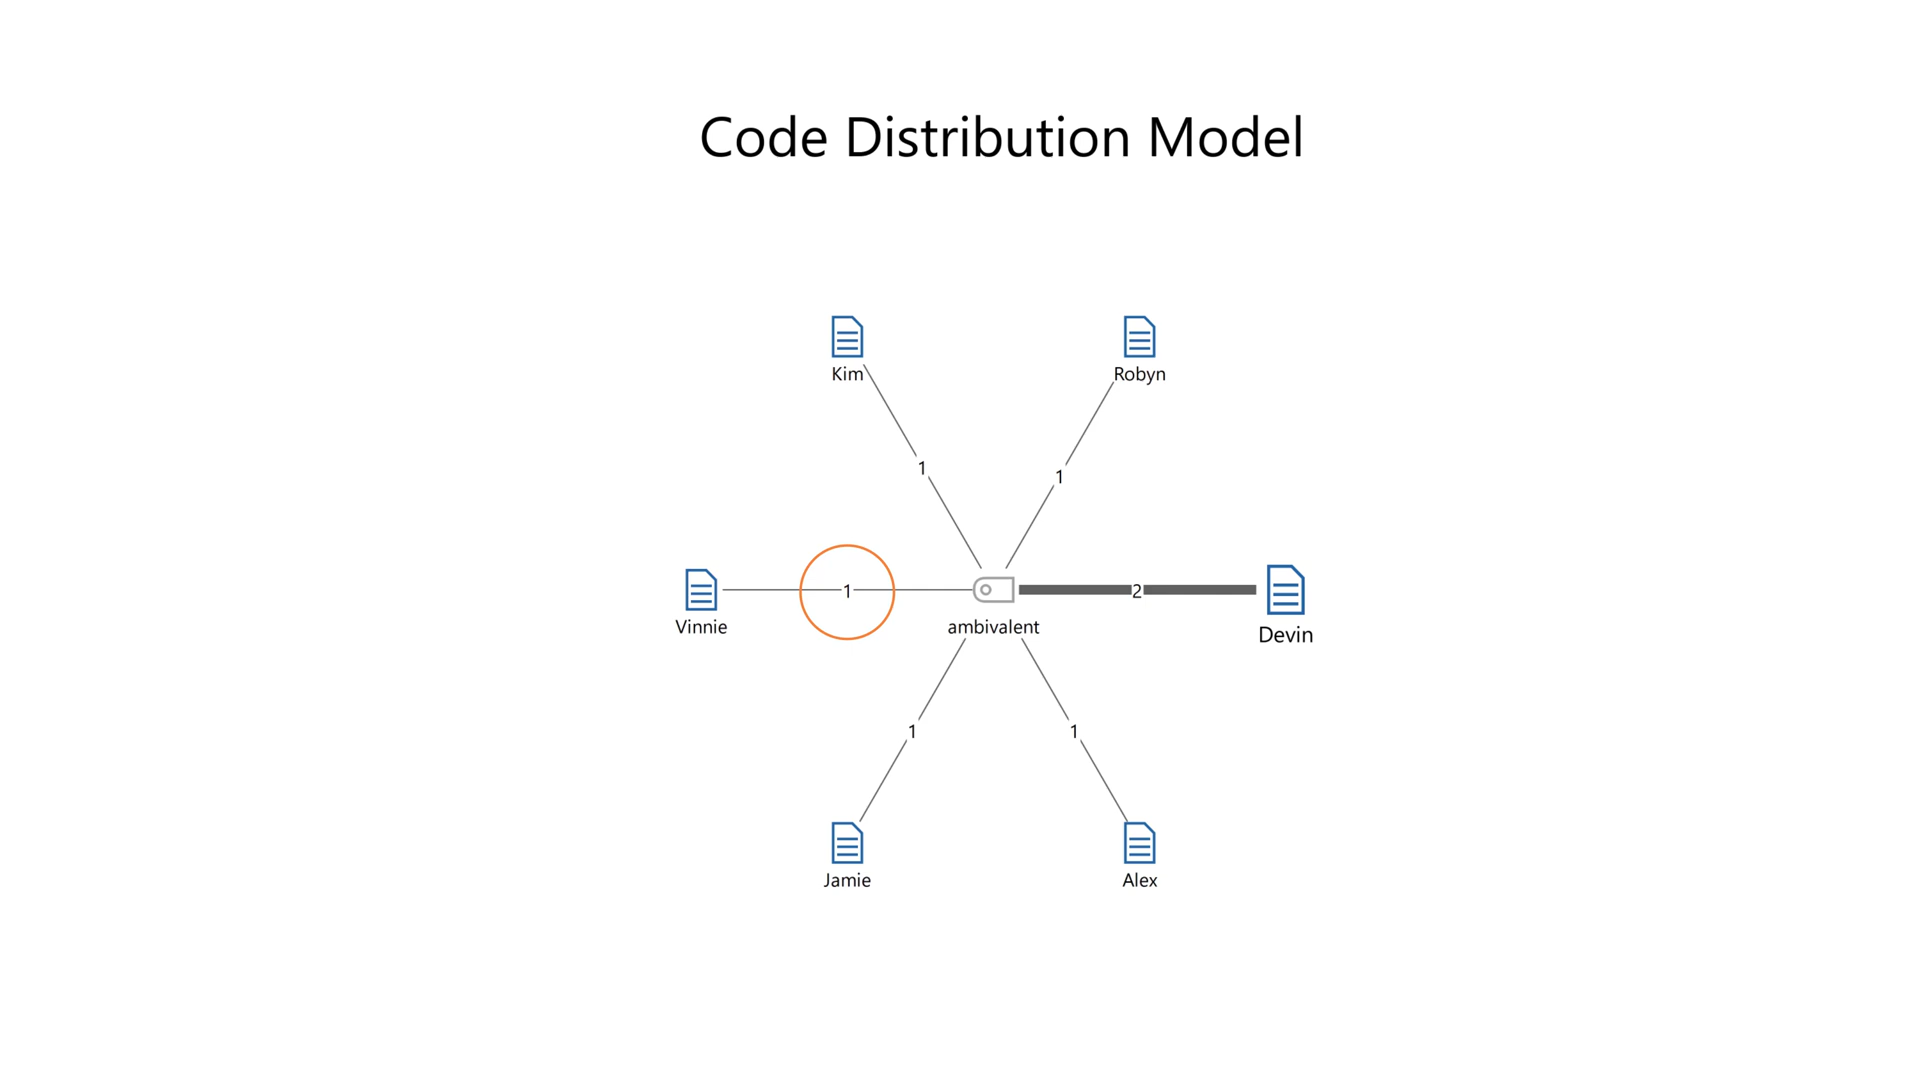 Code Distribution Model
Kim
Robyn
1
1
Vinnie
1
ambivalent
2
Devin
1
1
Jamie
Alex